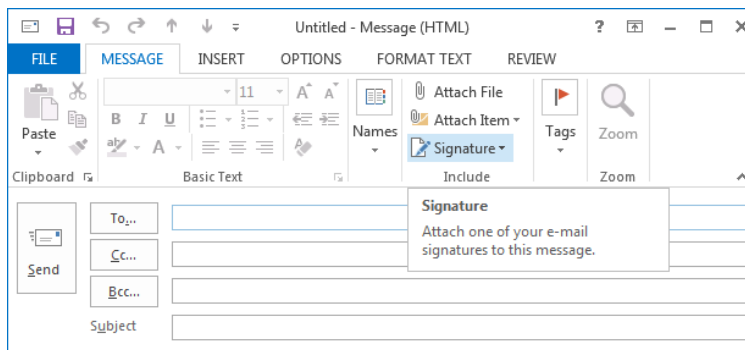 Untitled - Message (HTML) ?
FILE MESSAGE INSERT OPTIONS FORMAT TEXT REVIEW
Paste
11 A A
B I U
ab A
Names
Attach File
Attach Item
Signature
Tags
Zoom
Clipboard Basic Text Include Zoom
Signature
Attach one of your e-mail
signatures to this message.
Send
To...
Cc...
Bcc...
Subject